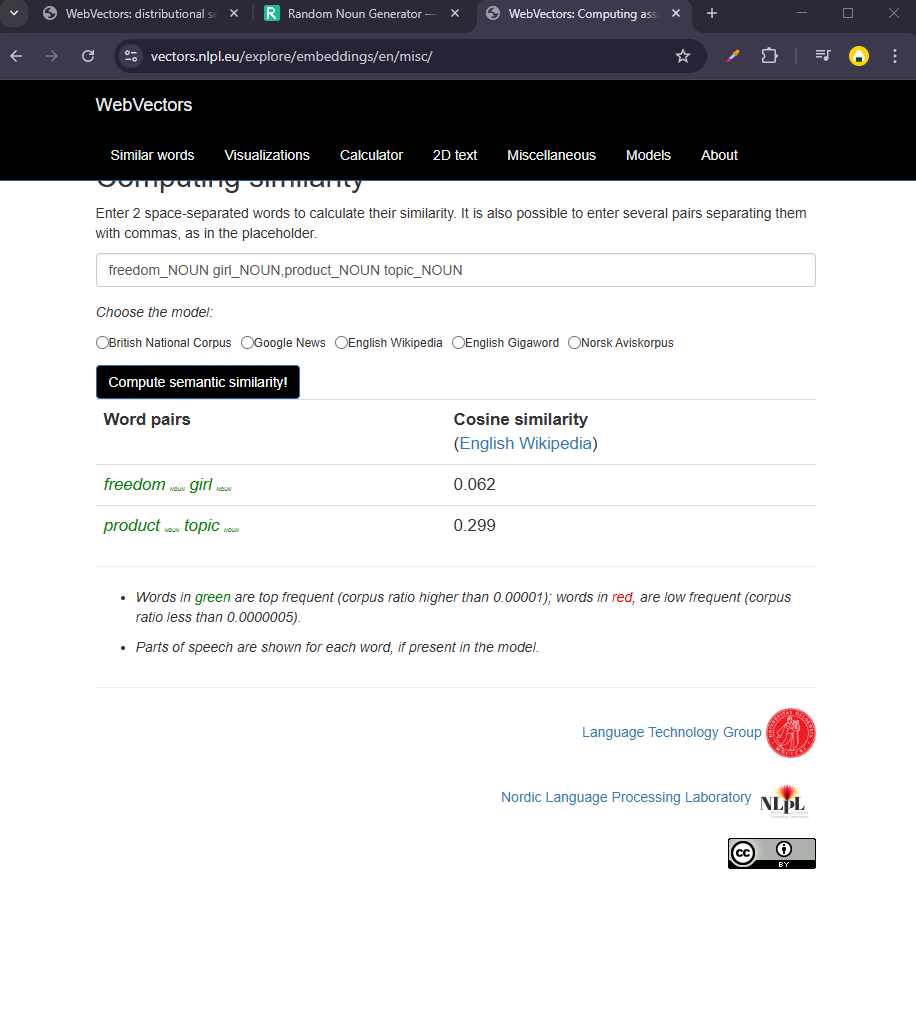 WebVectors: distributional se
Random Noun Generator —
WebVectors: Computing ass
vectors.nlpl.eu/explore/embeddings/en/misc/
WebVectors
Similar words Visualizations Calculator 2D text Miscellaneous Models About
Computing similarity
Enter 2 space-separated words to calculate their similarity. It is also possible to enter several pairs separating them
with commas, as in the placeholder.
freedom_NOUN girl_NOUN,product_NOUN topic_NOUN
Choose the model:
British National Corpus Google News English Wikipedia English Gigaword Norsk Aviskorpus
Compute semantic similarity!
Word pairs Cosine similarity
(English Wikipedia)
freedom NOUN girl NOUN 0.062
product NOUN topic NOUN 0.299
• Words in green are top frequent (corpus ratio higher than 0.00001); words in red, are low frequent (corpus
ratio less than 0.0000005).
• Parts of speech are shown for each word, if present in the model.
Language Technology Group
Nordic Language Processing Laboratory NLPL
cc BY